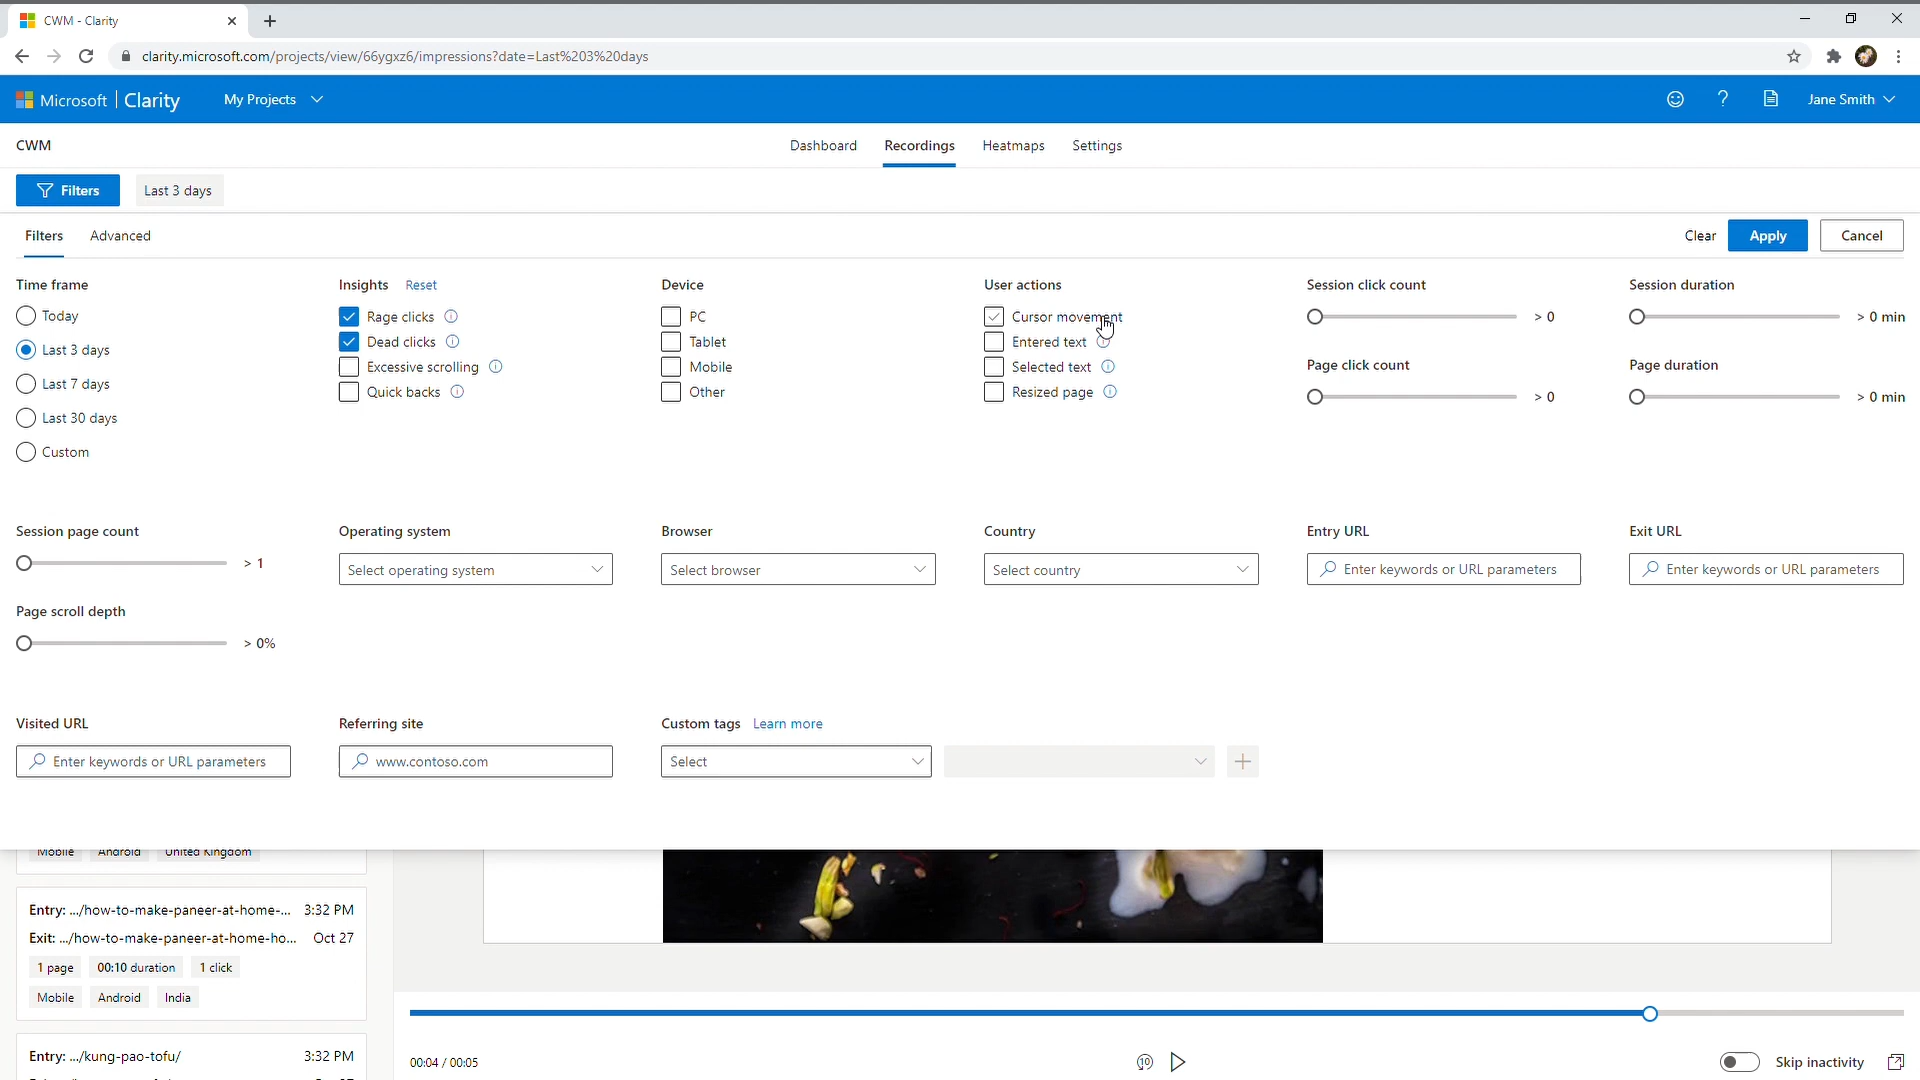 CWM - Clarity
clarity.microsoft.com/projects/view/66ygxz6/impressions?date=Last%203%20days
Microsoft | Clarity My Projects Jane Smith
CWM Dashboard Recordings Heatmaps Settings
Filters Last 3 days
Filters Advanced Clear Apply Cancel
Time frame Insights Reset Device User actions Session click count Session duration
Today Rage clicks PC Cursor movement > 0 > 0 min
Dead clicks Tablet Entered text
Last 3 days Excessive scrolling Mobile Selected text Page click count Page duration
Last 7 days Quick backs Other Resized page > 0 > 0 min
Last 30 days
Custom
Session page count Operating system Browser Country Entry URL Exit URL
> 1 Select operating system Select browser Select country Enter keywords or URL parameters Enter keywords or URL parameters
Page scroll depth
> 0%
Visited URL Referring site Custom tags Learn more
Enter keywords or URL parameters www.contoso.com Select
Mobile Android United Kingdom
Entry: .../how-to-make-paneer-at-home-... 3:32 PM
Exit: .../how-to-make-paneer-at-home-ho... Oct 27
1 page 00:10 duration 1 click
Mobile Android India
Entry: .../kung-pao-tofu/ 3:32 PM
00:04 / 00:05 10 Skip inactivity